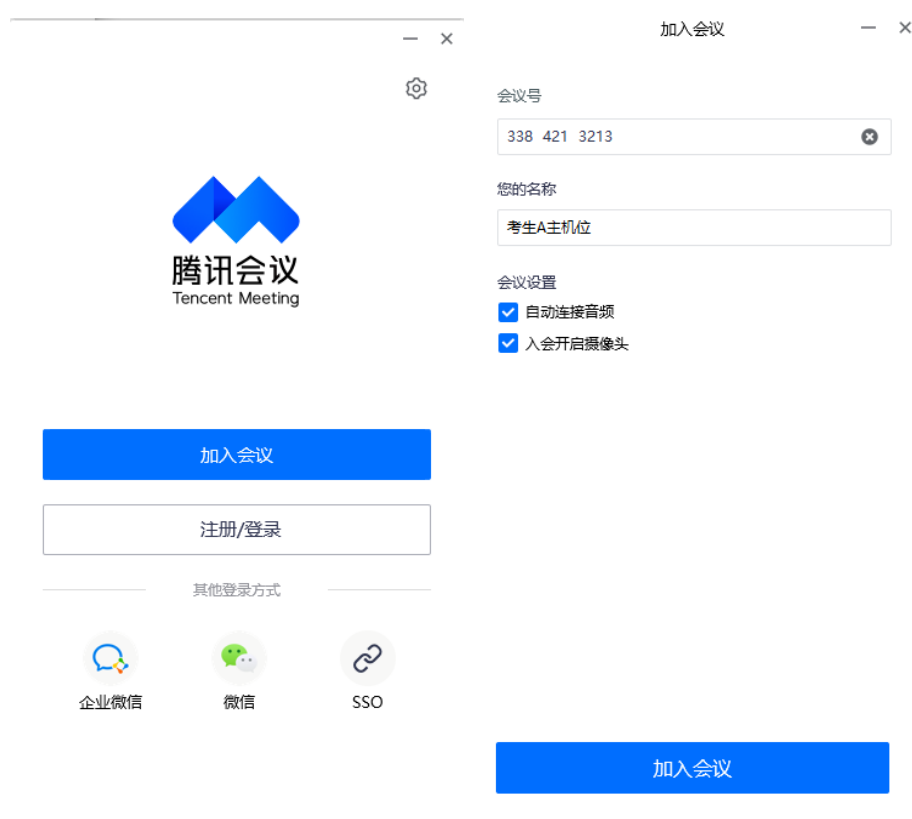 腾讯会议
Tencent Meeting
加入会议
注册/登录
其他登录方式
企业微信
微信
SSO
加入会议
会议号
338 421 3213
您的名称
考生A主机位
会议设置
自动连接音频
入会开启摄像头
加入会议